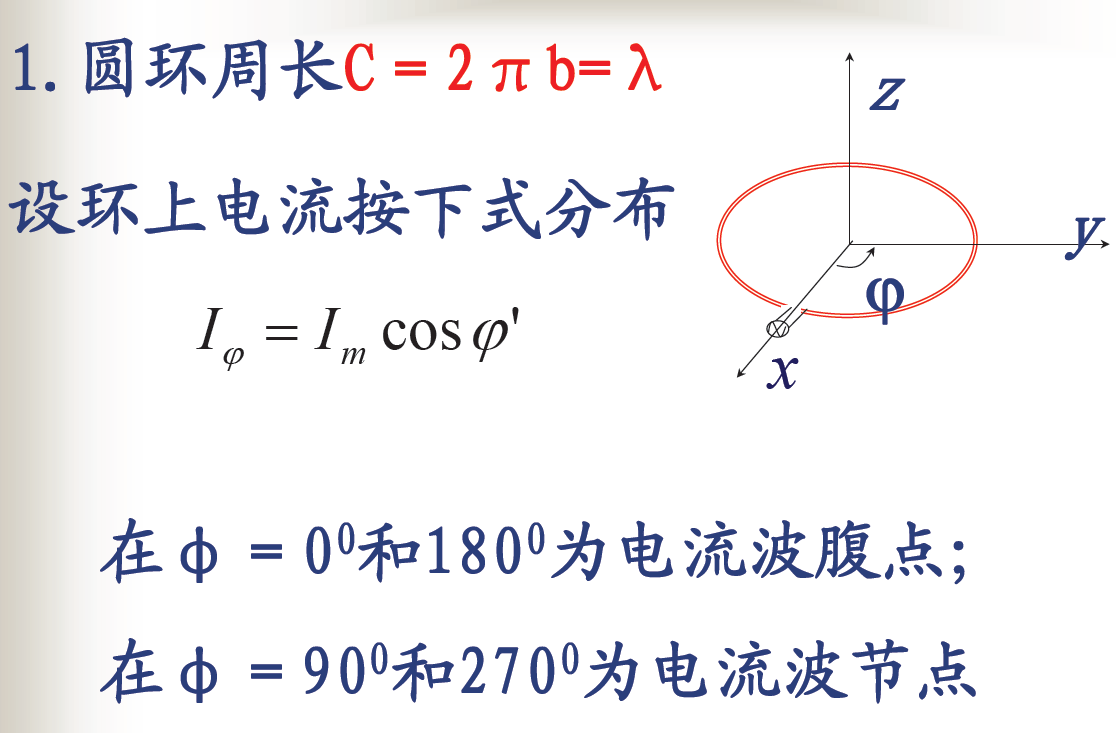 1.圆环周长C = 2 π b= λ
设环上电流按下式分布
I_φ = I_m cos φ'
在 ф = 0⁰和180⁰为电流波腹点;
在 ф = 90⁰和270⁰为电流波节点
z
y
φ
x